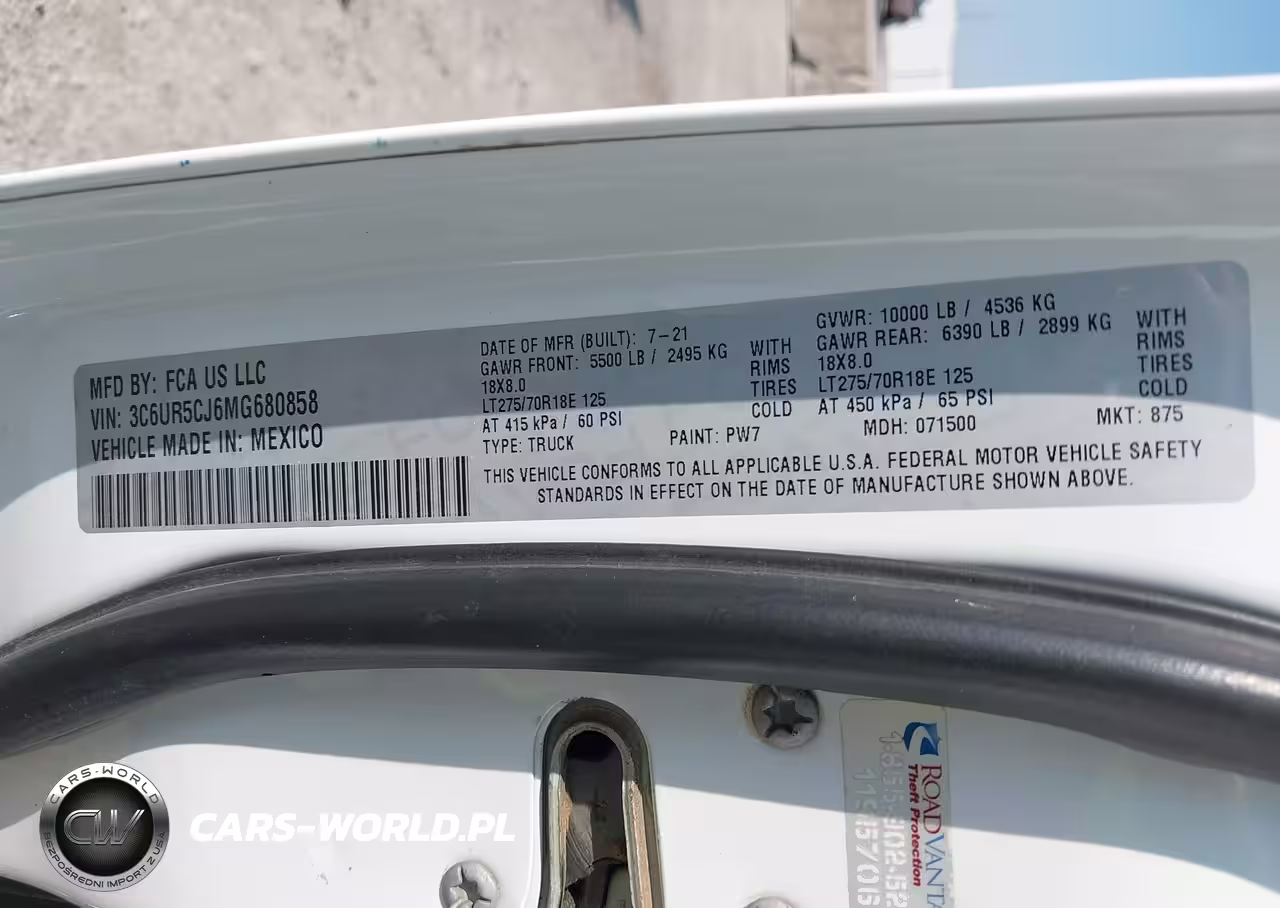 MFD BY: FCA US LLC
VIN: 3C6UR5CJ6MG680858
VEHICLE MADE IN: MEXICO
DATE OF MFR (BUILT): 7-21
GAWR FRONT: 5500 LB / 2495 KG WITH
18X8.0 RIMS
LT275/70R18E 125 TIRES
AT 415 kPa / 60 PSI COLD
TYPE: TRUCK
GVWR: 10000 LB / 4536 KG
GAWR REAR: 6390 LB / 2899 KG WITH
18X8.0 RIMS
LT275/70R18E 125 TIRES
AT 450 kPa / 65 PSI COLD
PAINT: PW7 MDH: 071500 MKT: 875
THIS VEHICLE CONFORMS TO ALL APPLICABLE U.S.A. FEDERAL MOTOR VEHICLE SAFETY
STANDARDS IN EFFECT ON THE DATE OF MANUFACTURE SHOWN ABOVE.
ROADVANTA
Theft Protection
CARS-WORLD
CW
BEZPOŚREDNI IMPORT Z USA
CARS-WORLD.PL